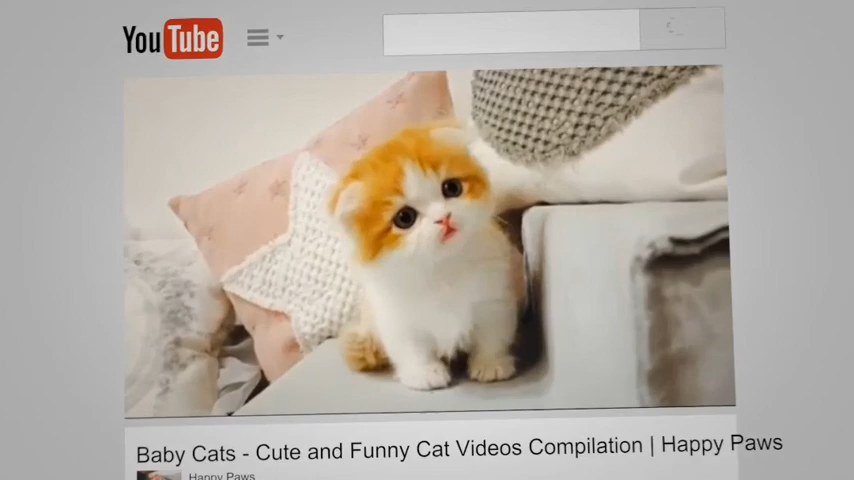 YouTube
Baby Cats - Cute and Funny Cat Videos Compilation | Happy Paws
Happy Paws